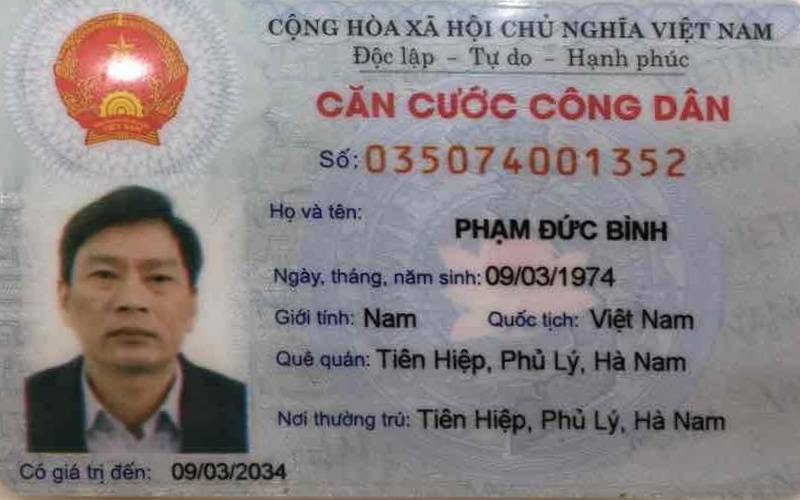 CỘNG HÒA XÃ HỘI CHỦ NGHĨA VIỆT NAM
Độc lập - Tự do - Hạnh phúc
CĂN CƯỚC CÔNG DÂN
Số: 035074001352
Họ và tên: PHẠM ĐỨC BÌNH
Ngày, tháng, năm sinh: 09/03/1974
Giới tính: Nam Quốc tịch: Việt Nam
Quê quán: Tiên Hiệp, Phủ Lý, Hà Nam
Nơi thường trú: Tiên Hiệp, Phủ Lý, Hà Nam
Có giá trị đến: 09/03/2034
VIỆT NAM